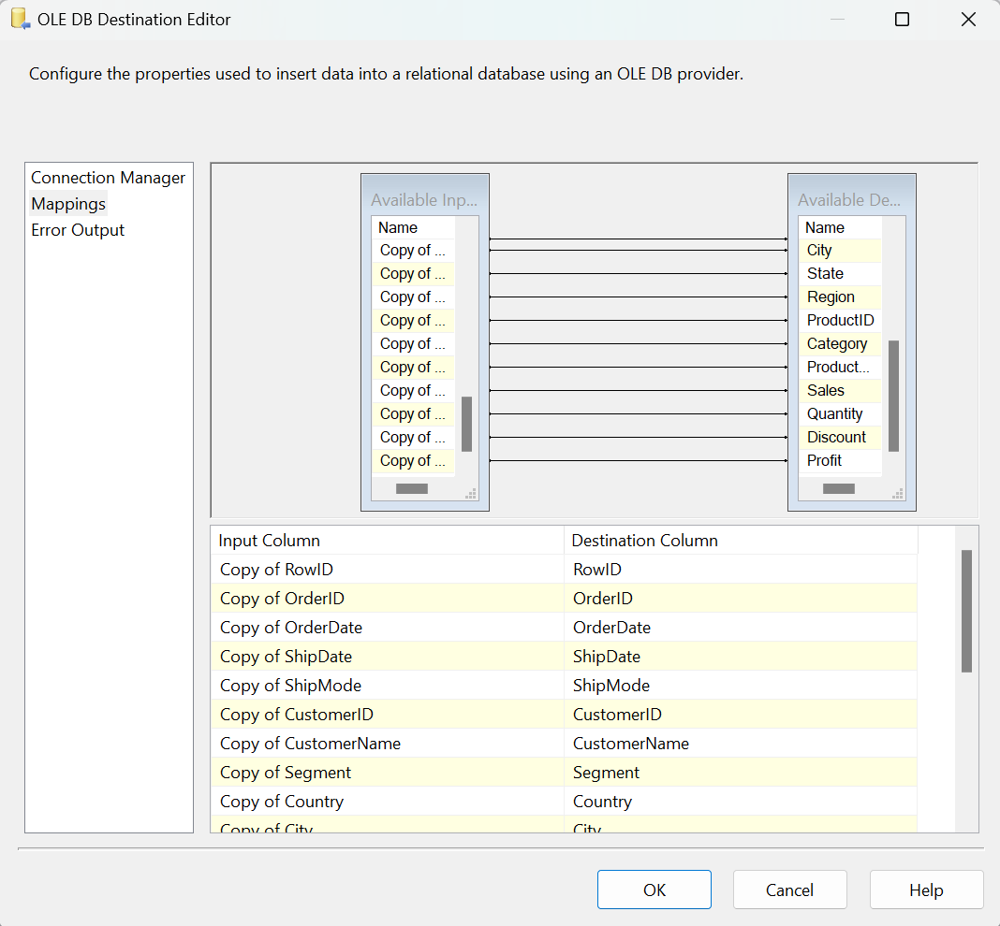 OLE DB Destination Editor
Configure the properties used to insert data into a relational database using an OLE DB provider.
Connection Manager
Mappings
Error Output
Available Inp...
Name
Copy of ...
Copy of ...
Copy of ...
Copy of ...
Copy of ...
Copy of ...
Copy of ...
Copy of ...
Copy of ...
Copy of ...
Available De...
Name
City
State
Region
ProductID
Category
Product...
Sales
Quantity
Discount
Profit
Input Column Destination Column
Copy of RowID RowID
Copy of OrderID OrderID
Copy of OrderDate OrderDate
Copy of ShipDate ShipDate
Copy of ShipMode ShipMode
Copy of CustomerID CustomerID
Copy of CustomerName CustomerName
Copy of Segment Segment
Copy of Country Country
Copy of City City
OK Cancel Help